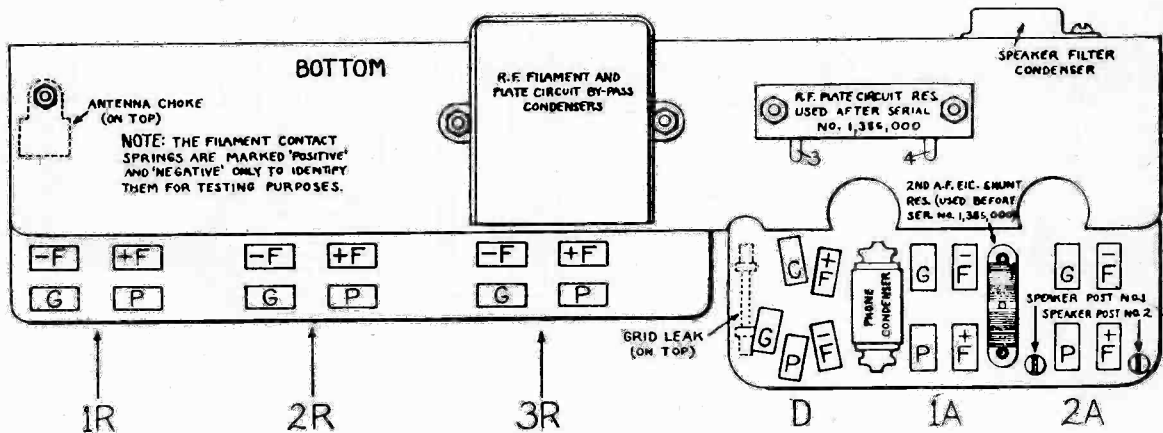 BOTTOM
ANTENNA CHOKE
(ON TOP)
NOTE: THE FILAMENT CONTACT
SPRINGS ARE MARKED 'POSITIVE'
AND 'NEGATIVE' ONLY TO IDENTIFY
THEM FOR TESTING PURPOSES.
R.F. FILAMENT AND
PLATE CIRCUIT BY-PASS
CONDENSERS
SPEAKER FILTER
CONDENSER
R.F. PLATE CIRCUIT RES.
USED AFTER SERIAL
NO. 1,386,000
3 4
2ND A-F. FIL. SHUNT
RES. (USED BEFORE
SER. NO. 1,385,000)
-F +F -F +F -F +F
G P G P G P
GRID LEAK
(ON TOP)
C +F G -F G -F
PHONE
CONDENSER
SPEAKER POST NO.1
SPEAKER POST NO.2
G P -F P +F P +F
1R 2R 3R D 1A 2A